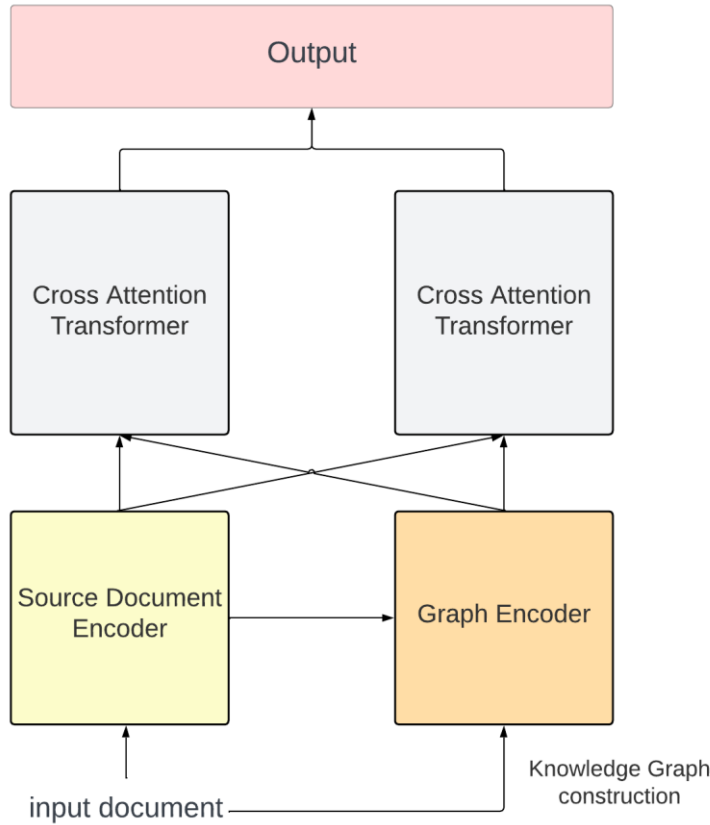 Output
Cross Attention
Transformer
Cross Attention
Transformer
Source Document
Encoder
Graph Encoder
Knowledge Graph
construction
input document